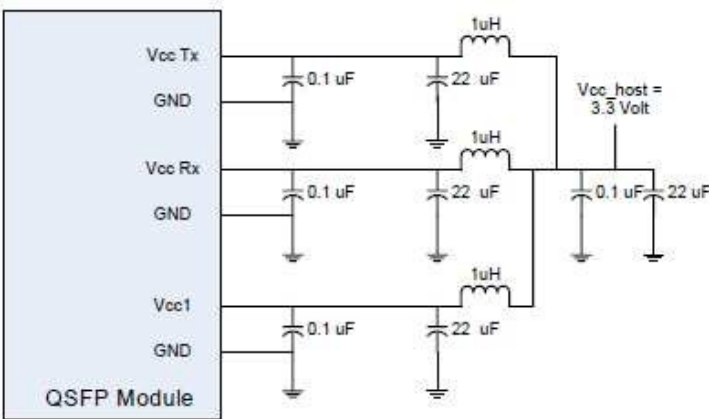 1uH
Vcc Tx
0.1 uF
22 uF
GND
Vcc_host =
3.3 Volt
1uH
Vcc Rx
0.1 uF
22 uF
0.1 uF
22 uF
GND
1uH
Vcc1
0.1 uF
22 uF
GND
QSFP Module